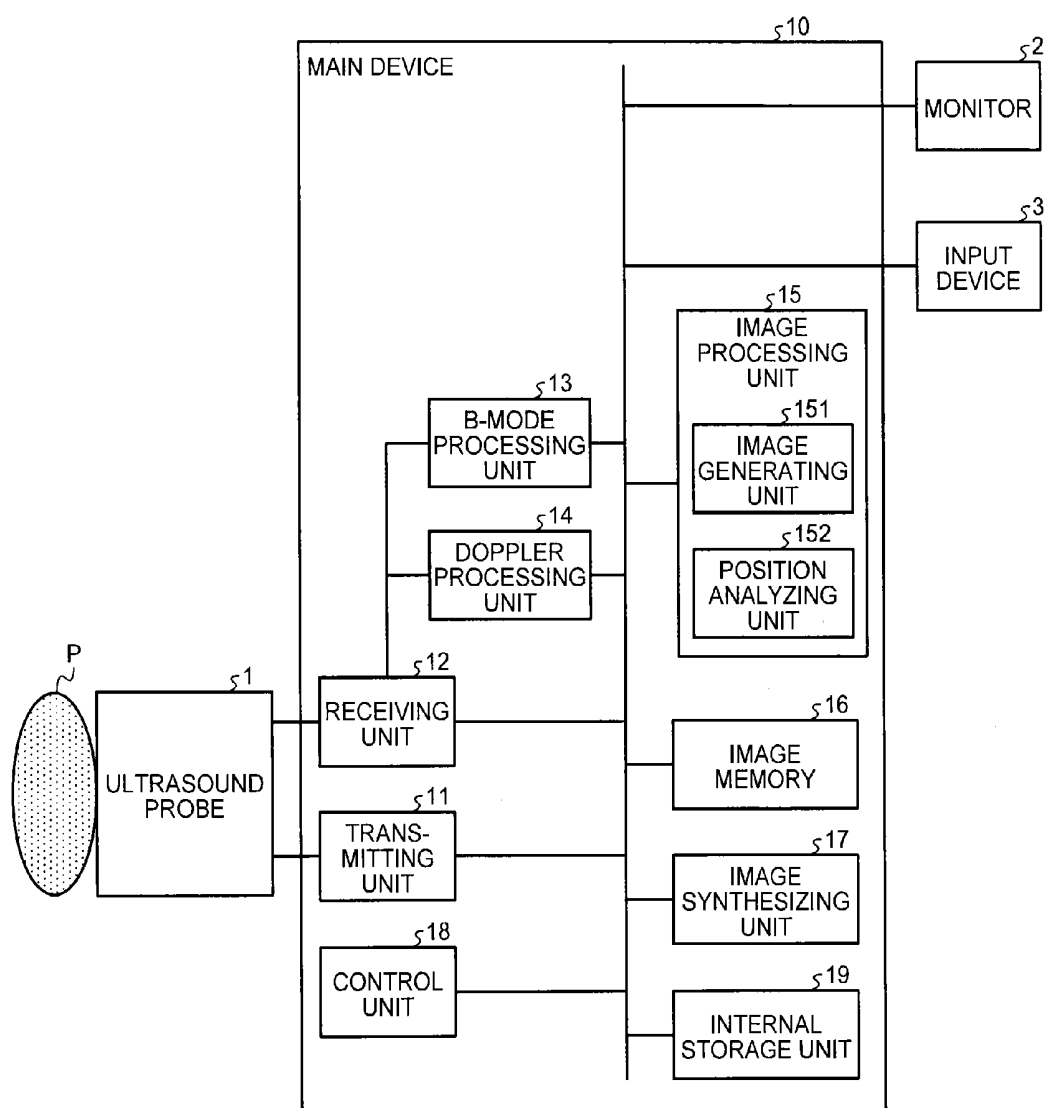 10
MAIN DEVICE
2
MONITOR
3
INPUT
DEVICE
15
IMAGE
PROCESSING
UNIT
151
IMAGE
GENERATING
UNIT
152
POSITION
ANALYZING
UNIT
13
B-MODE
PROCESSING
UNIT
14
DOPPLER
PROCESSING
UNIT
P
1
ULTRASOUND
PROBE
12
RECEIVING
UNIT
11
TRANS-
MITTING
UNIT
18
CONTROL
UNIT
16
IMAGE
MEMORY
17
IMAGE
SYNTHESIZING
UNIT
19
INTERNAL
STORAGE UNIT